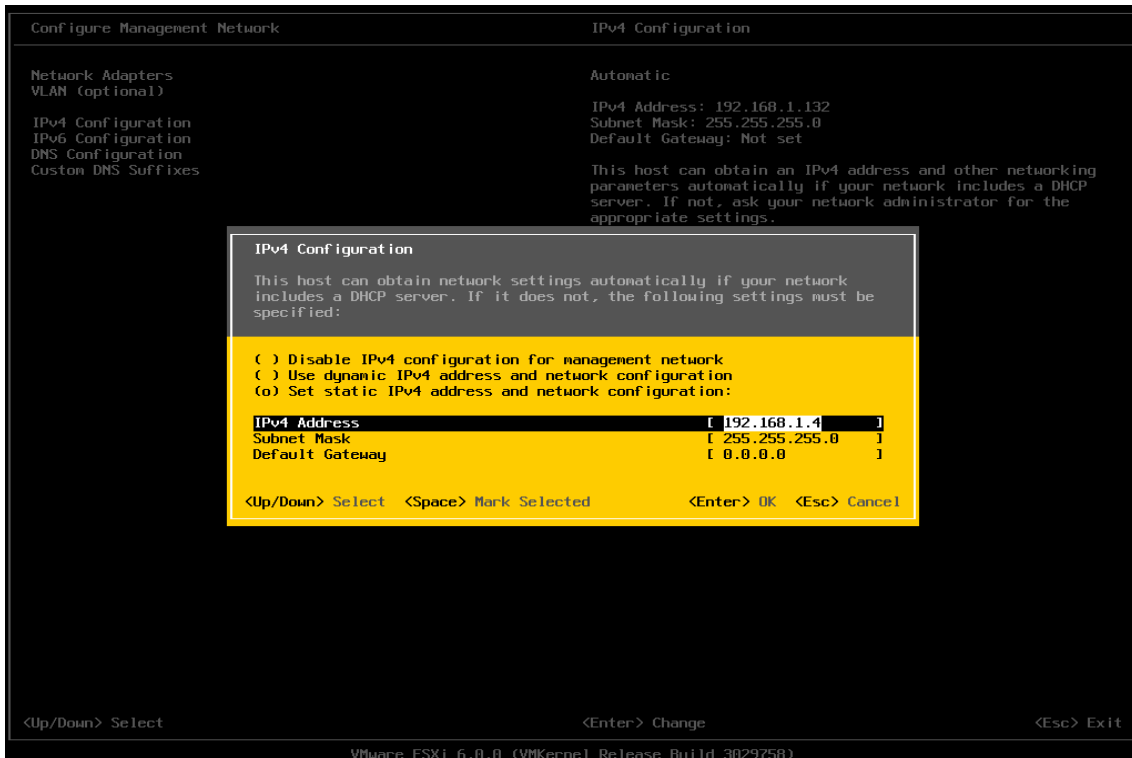 Configure Management Network
IPv4 Configuration
Network Adapters
VLAN (optional)
IPv4 Configuration
IPv6 Configuration
DNS Configuration
Custom DNS Suffixes
Automatic
IPv4 Address: 192.168.1.132
Subnet Mask: 255.255.255.0
Default Gateway: Not set
This host can obtain an IPv4 address and other networking
parameters automatically if your network includes a DHCP
server. If not, ask your network administrator for the
appropriate settings.
IPv4 Configuration
This host can obtain network settings automatically if your network
includes a DHCP server. If it does not, the following settings must be
specified:
( ) Disable IPv4 configuration for management network
( ) Use dynamic IPv4 address and network configuration
(o) Set static IPv4 address and network configuration:
IPv4 Address [ 192.168.1.4 ]
Subnet Mask [ 255.255.255.0 ]
Default Gateway [ 0.0.0.0 ]
<Up/Down> Select <Space> Mark Selected <Enter> OK <Esc> Cancel
<Up/Down> Select <Enter> Change <Esc> Exit
VMware ESXi 6.0.0 (VMKernel Release Build 3029758)